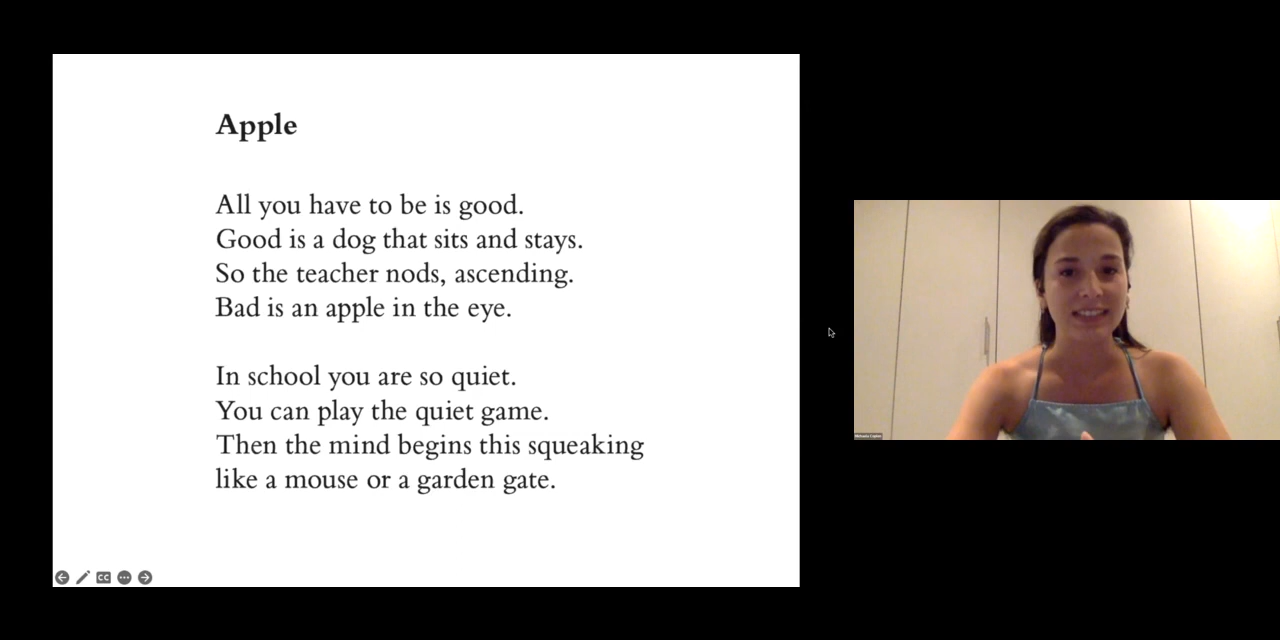 Apple
All you have to be is good.
Good is a dog that sits and stays.
So the teacher nods, ascending.
Bad is an apple in the eye.
In school you are so quiet.
You can play the quiet game.
Then the mind begins this squeaking
like a mouse or a garden gate.
CC